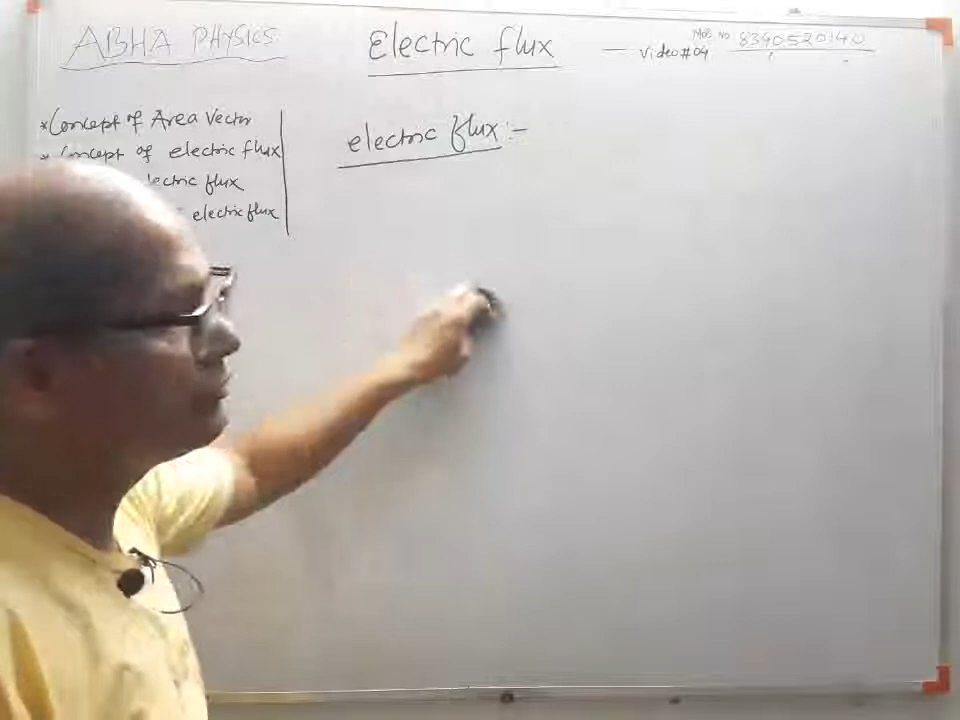 ABHA PHYSICS
Electric flux
Mob No 8390520140
— Video#04
*Concept of Area Vector
* Concept of electric flux
lectric flux
electric flux
electric flux :-